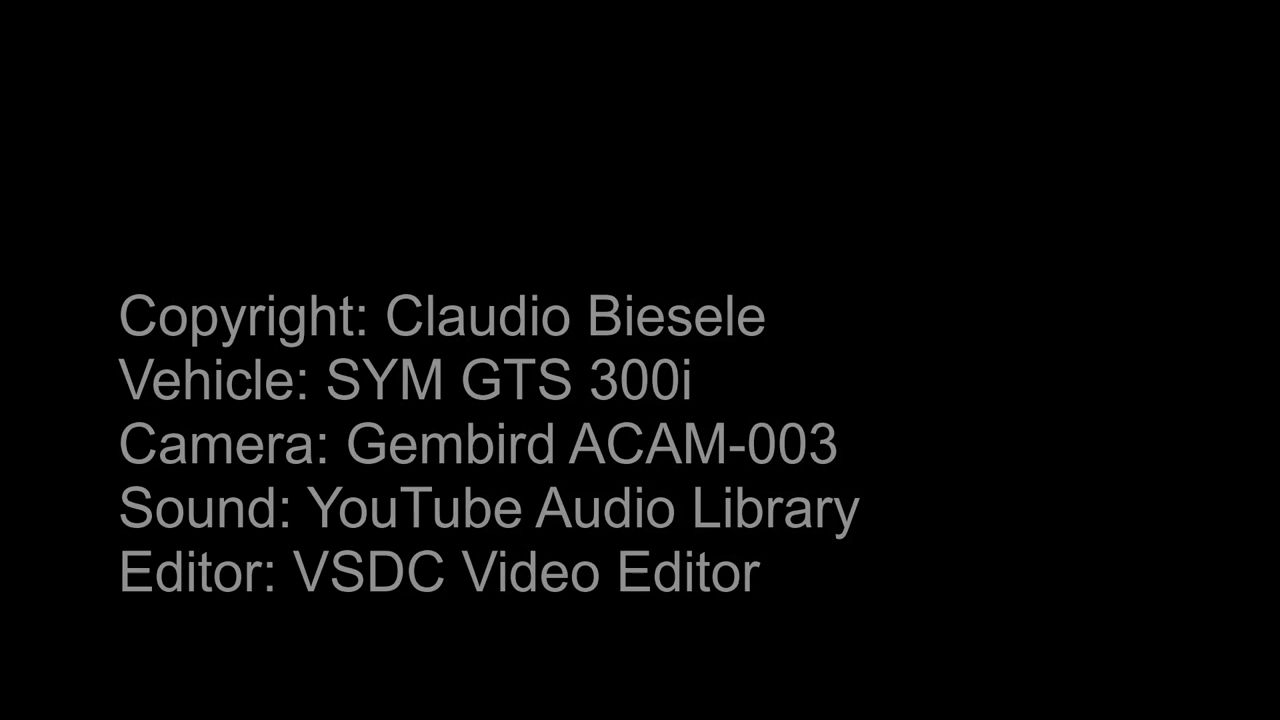 Copyright: Claudio Biesele
Vehicle: SYM GTS 300i
Camera: Gembird ACAM-003
Sound: YouTube Audio Library
Editor: VSDC Video Editor